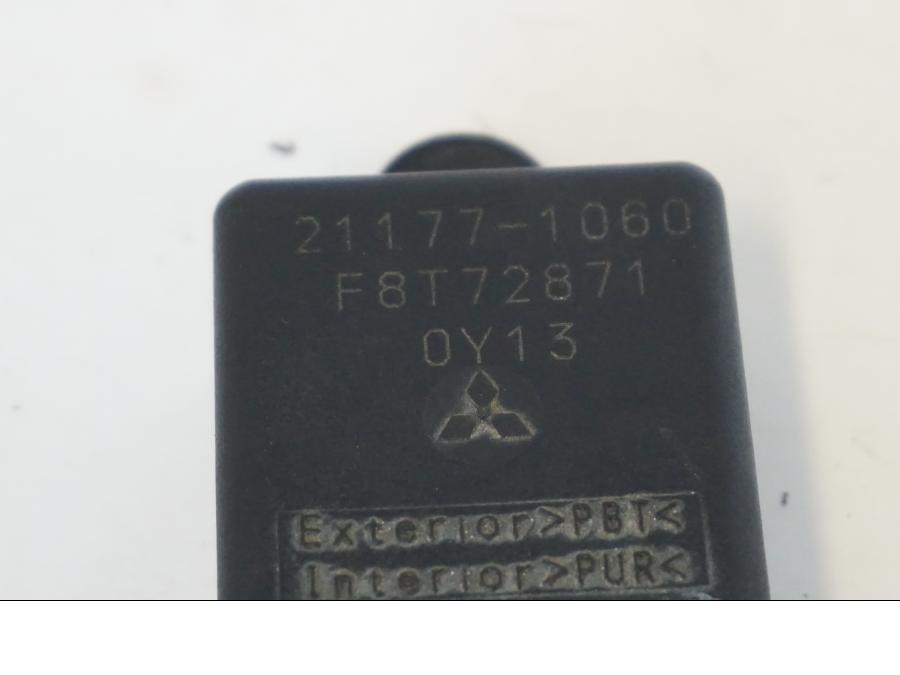 21177-1060
F8T72871
0Y13
Exterior>PBT<
Interior>PUR<